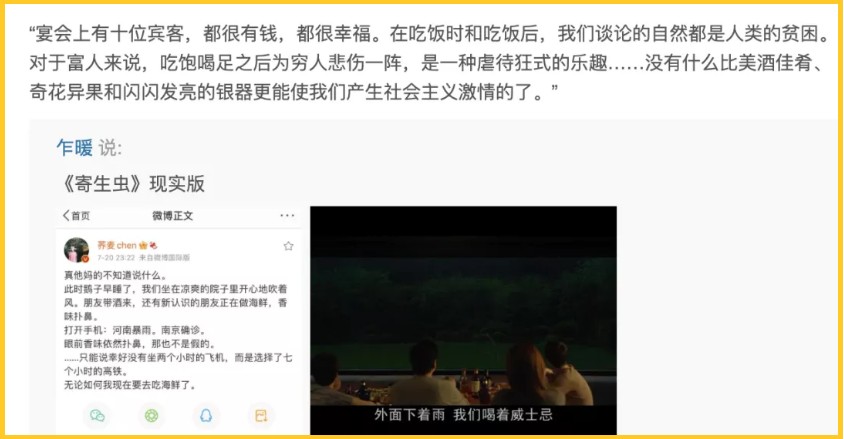 “宴会上有十位宾客，都很有钱，都很幸福。在吃饭时和吃饭后，我们谈论的自然都是人类的贫困。
对于富人来说，吃饱喝足之后为穷人悲伤一阵，是一种虐待狂式的乐趣……没有什么比美酒佳肴、
奇花异果和闪闪发亮的银器更能使我们产生社会主义激情的了。”
乍暖 说:
《寄生虫》现实版
首页 微博正文 ···
荞麦chen
7-20 23:22 来自微博国际版
真他妈的不知道说什么。
此时鹅子早睡了，我们坐在凉爽的院子里开心地吹着
风。朋友带酒来，还有新认识的朋友正在做海鲜，香
味扑鼻。
打开手机：河南暴雨。南京确诊。
眼前香味依然扑鼻，那也不是假的。
……只能说幸好没有坐两个小时的飞机，而是选择了七
个小时的高铁。
无论如何我现在要去吃海鲜了。
外面下着雨 我们喝着威士忌